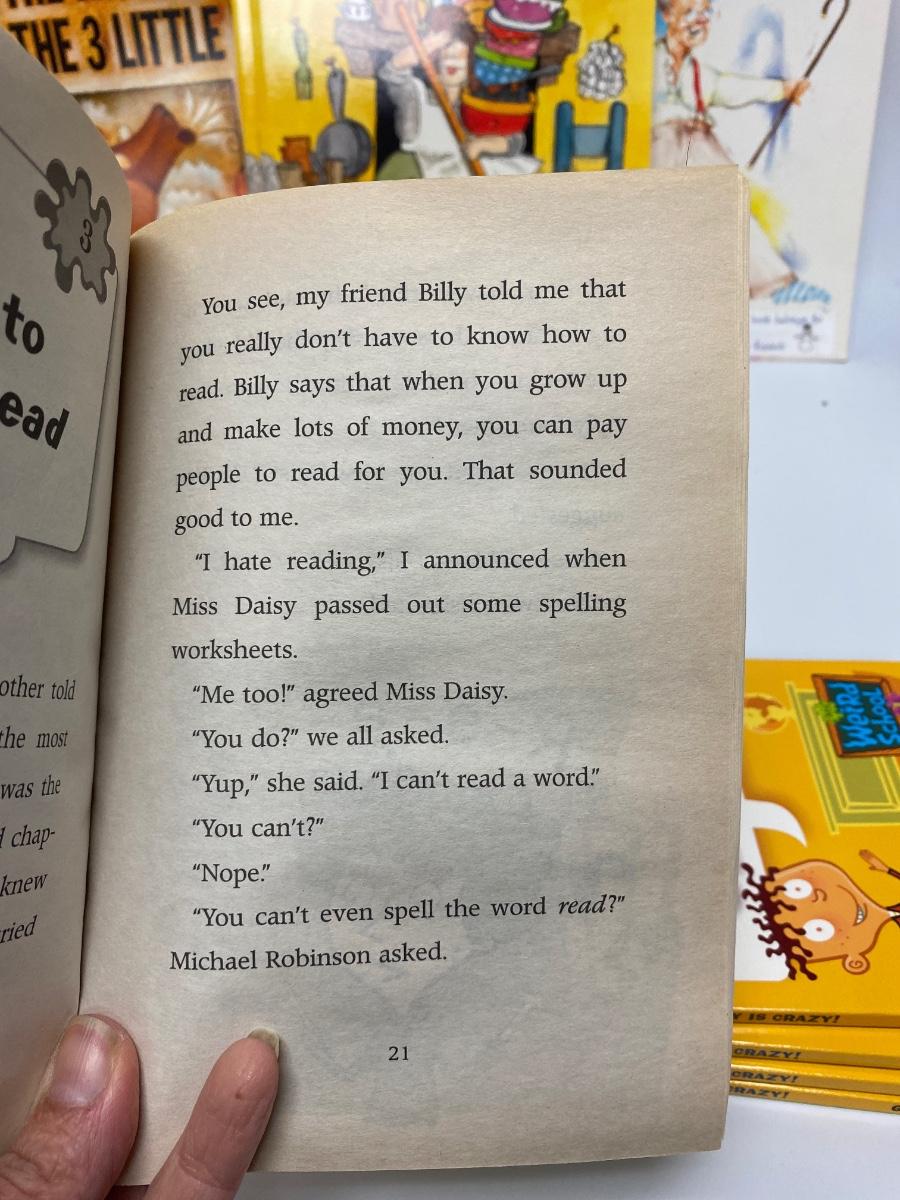 THE 3 LITTLE
3
to
ead
other told
the most
was the
chap-
knew
ried
You see, my friend Billy told me that
you really don't have to know how to
read. Billy says that when you grow up
and make lots of money, you can pay
people to read for you. That sounded
good to me.
“I hate reading,” I announced when
Miss Daisy passed out some spelling
worksheets.
“Me too!” agreed Miss Daisy.
“You do?” we all asked.
“Yup,” she said. “I can't read a word.”
“You can't?”
“Nope.”
“You can't even spell the word read?”
Michael Robinson asked.
21
Weird
School
Y IS CRAZY!
CRAZY!
CRAZY!
RAZY!